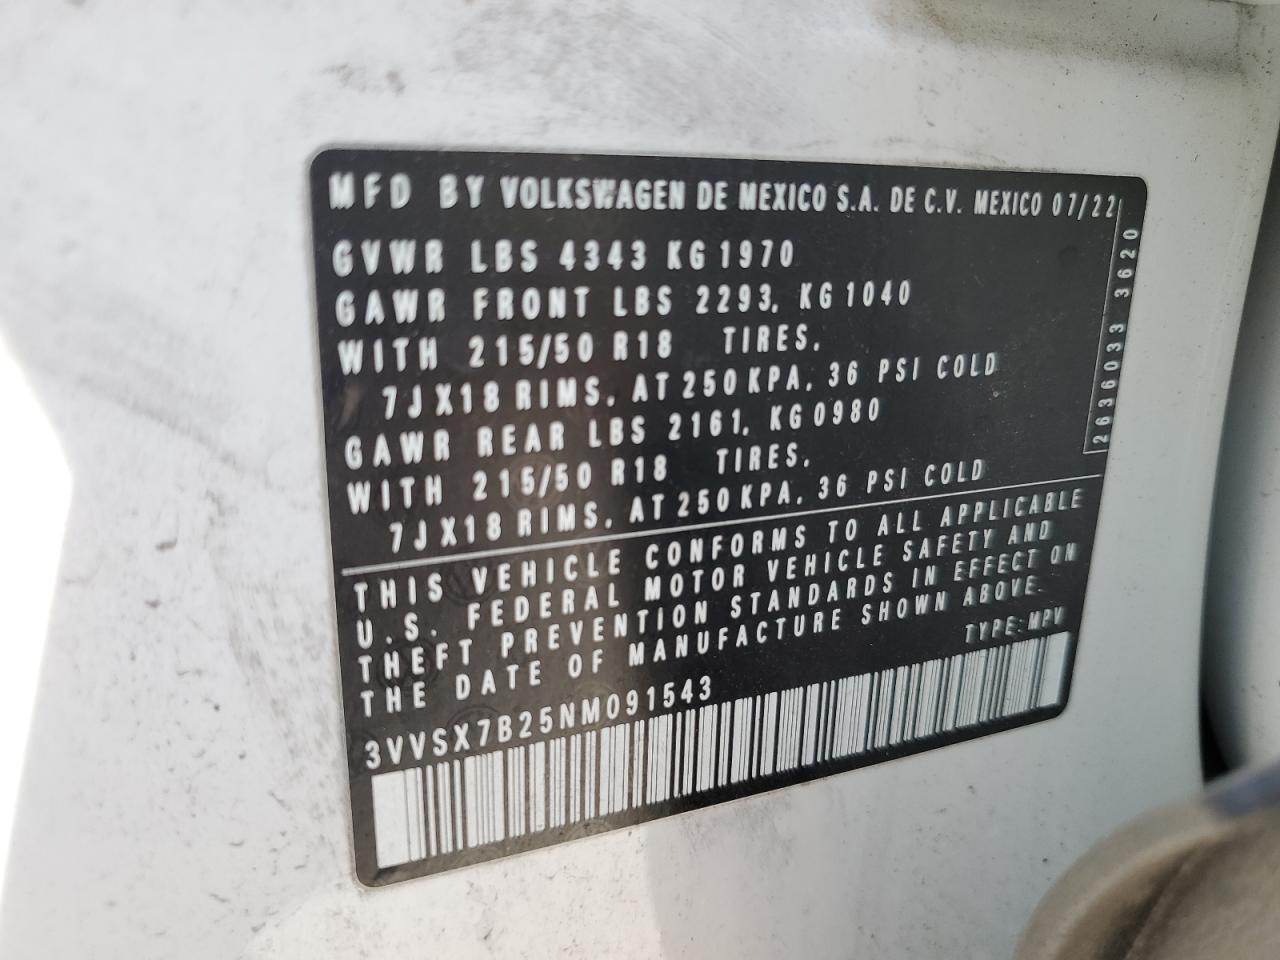 MFD BY VOLKSWAGEN DE MEXICO S.A. DE C.V. MEXICO 07/22
GVWR LBS 4343 KG 1970
GAWR FRONT LBS 2293, KG 1040
WITH 215/50 R18 TIRES,
7JX18 RIMS, AT 250 KPA, 36 PSI COLD
GAWR REAR LBS 2161, KG 0980
WITH 215/50 R18 TIRES,
7JX18 RIMS, AT 250 KPA, 36 PSI COLD
2636033 3620
THIS VEHICLE CONFORMS TO ALL APPLICABLE
U.S. FEDERAL MOTOR VEHICLE SAFETY AND
THEFT PREVENTION STANDARDS IN EFFECT ON
THE DATE OF MANUFACTURE SHOWN ABOVE.
TYPE: MPV
3VVSX7B25NM091543